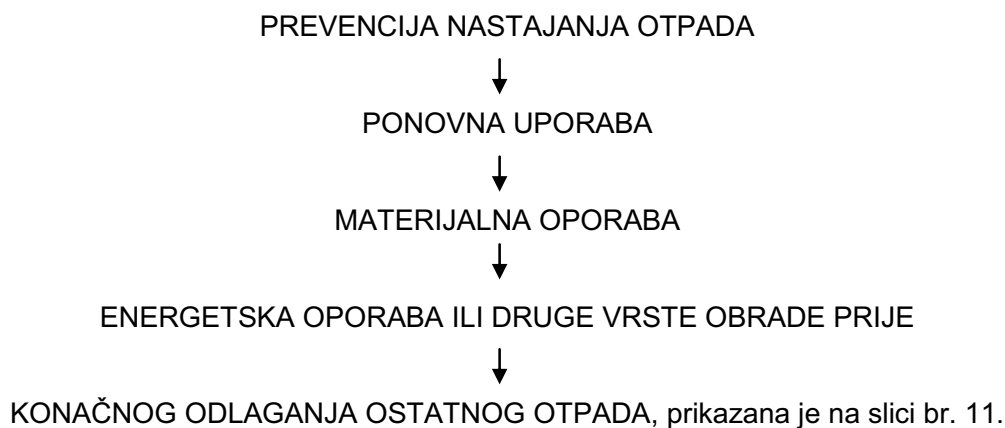 PREVENCIJA NASTAJANJA OTPADA
PONOVNA UPORABA
MATERIJALNA OPORABA
ENERGETSKA OPORABA ILI DRUGE VRSTE OBRADE PRIJE
KONAČNOG ODLAGANJA OSTATNOG OTPADA, prikazana je na slici br. 11.